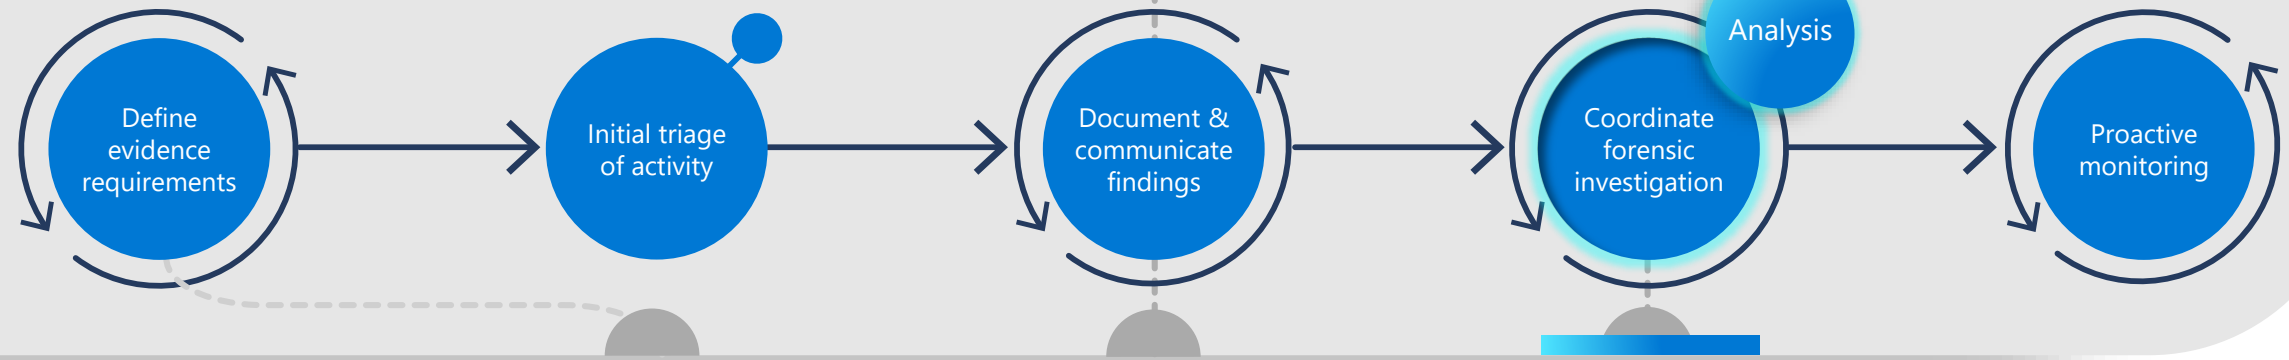 Define
evidence
requirements
Initial triage
of activity
Document &
communicate
findings
Coordinate
forensic
investigation
Analysis
Proactive
monitoring